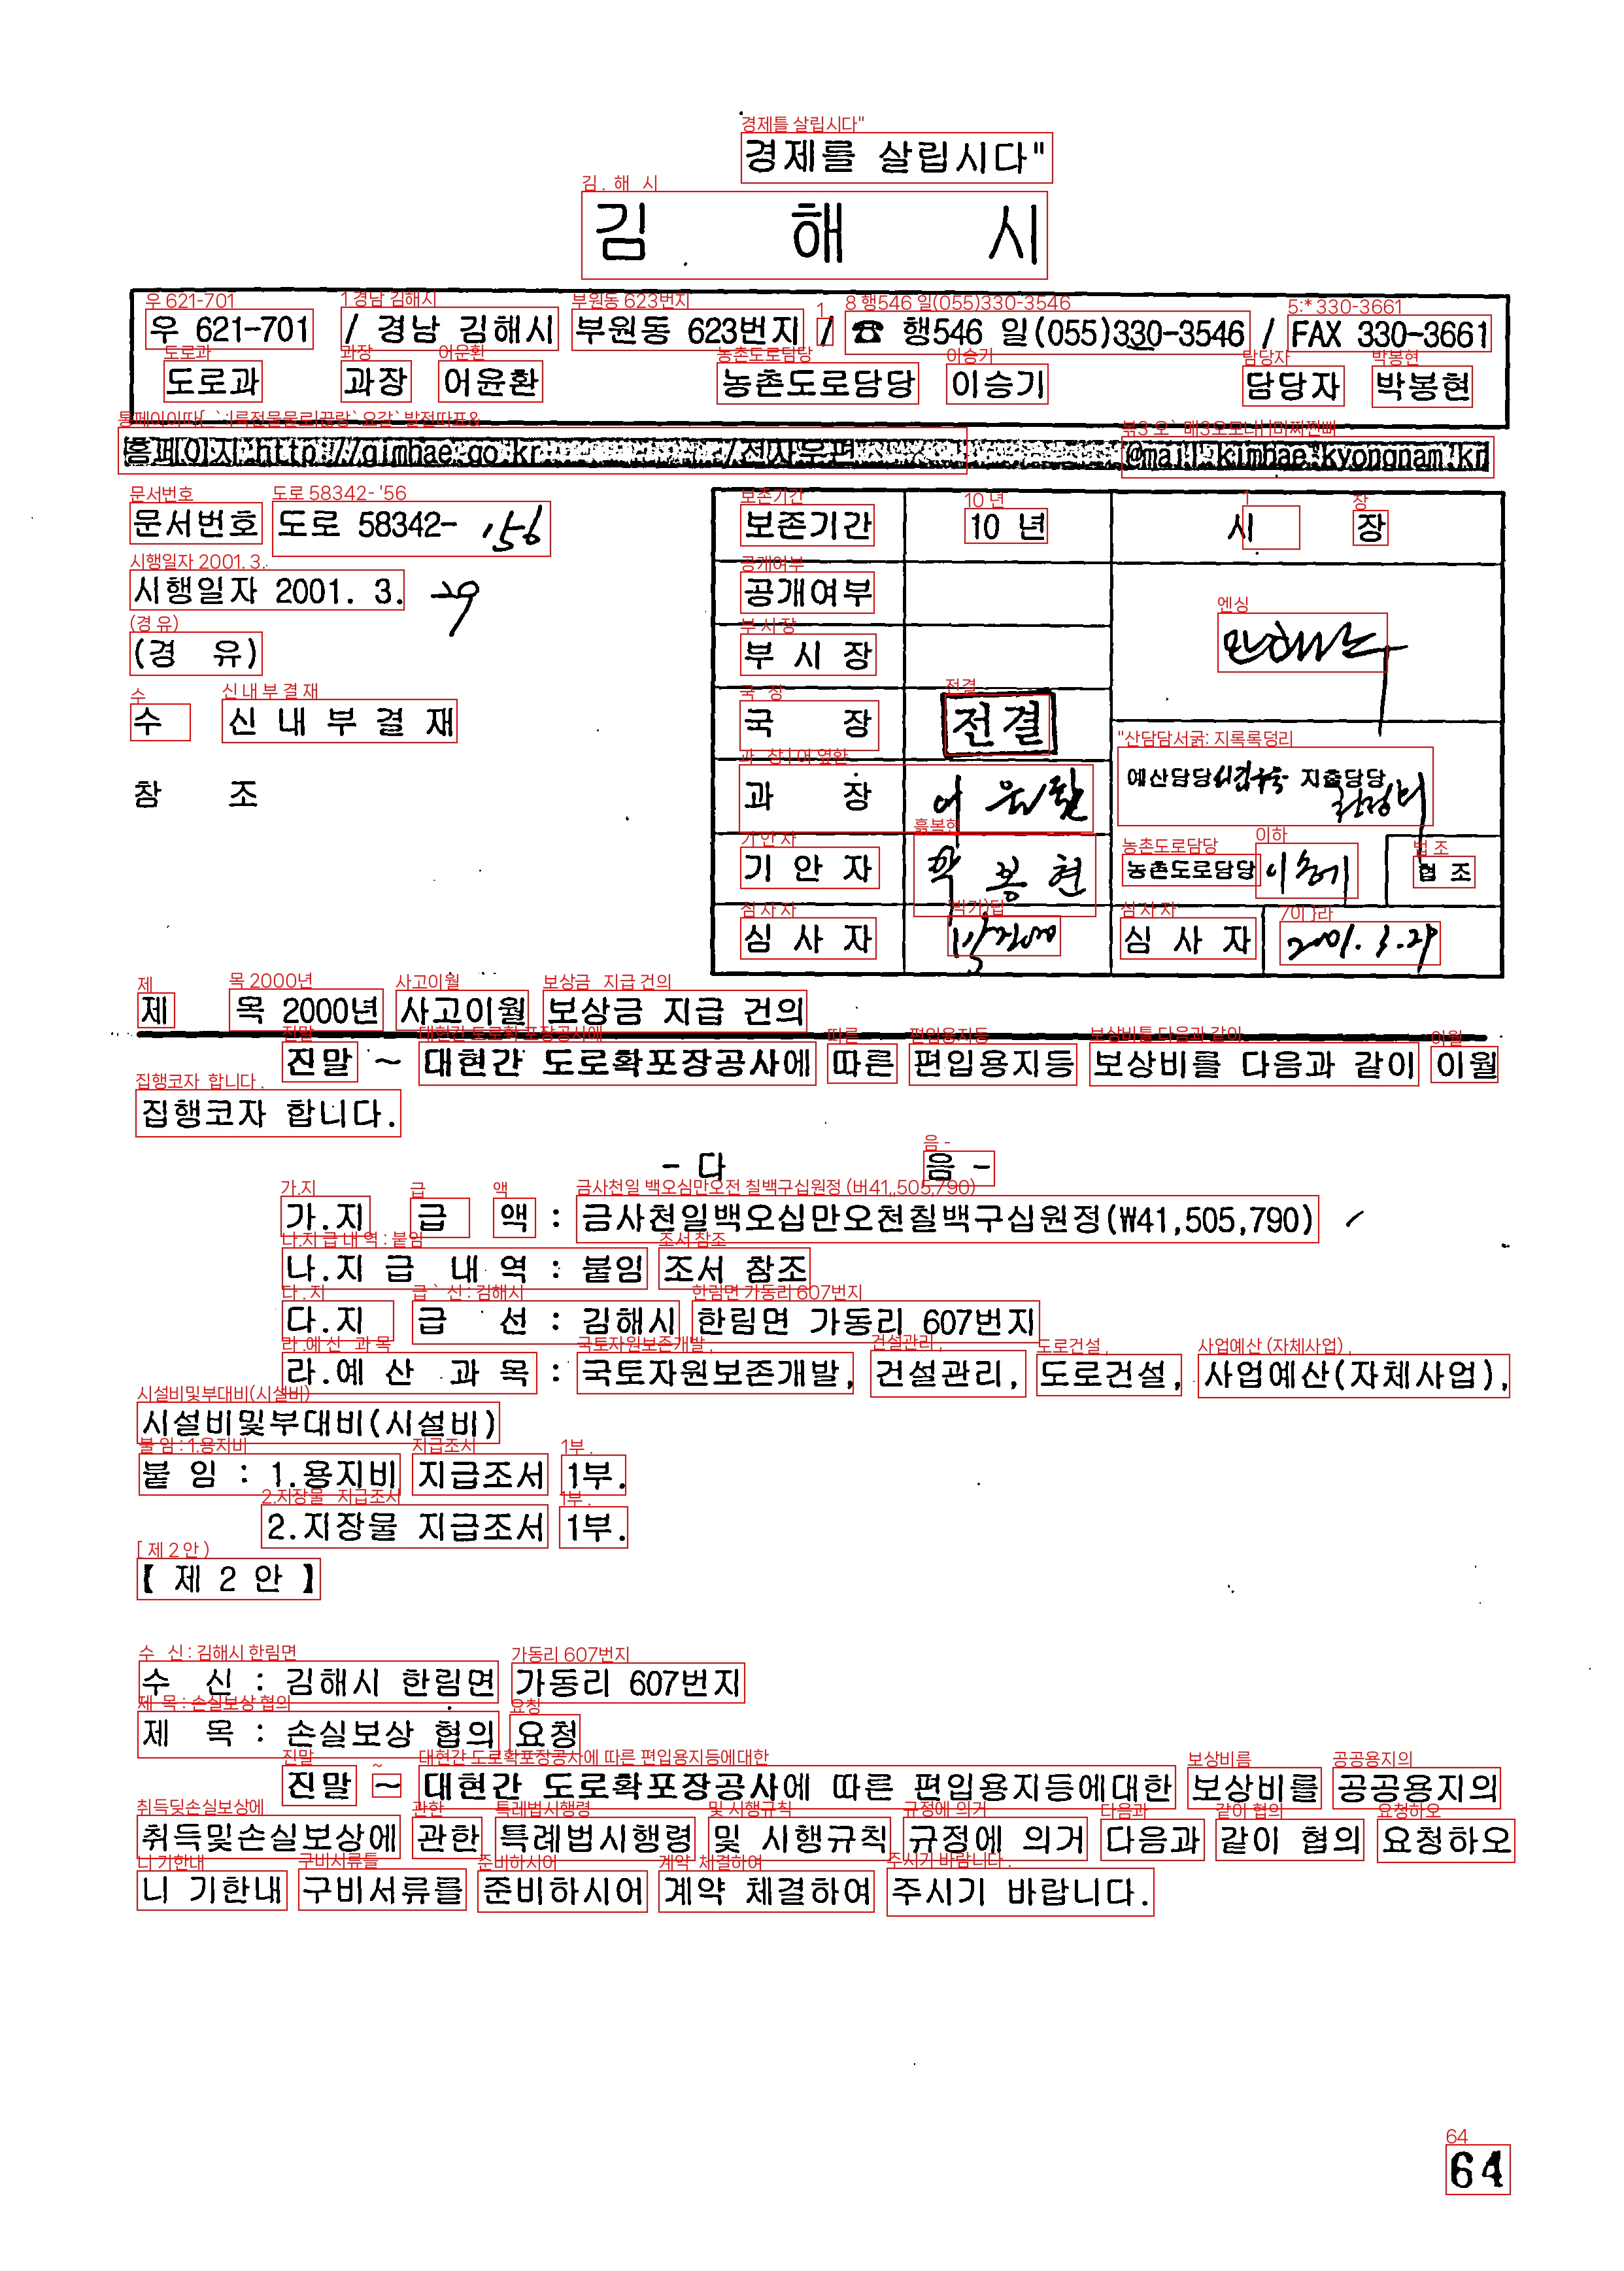 경제를 살립시다"
김 해 시
우 621-701 / 경남 김해시 부원동 623번지 / ☎ 행546 일(055)330-3546 / FAX 330-3661
도로과 과장 어윤환 농촌도로담당 이승기 담당자 박봉현
홈페이지 http://gimhae.go.kr /전자우편 @mail.kimhae.kyongnam.kr
문서번호 도로 58342- 156
시행일자 2001. 3. 29
(경 유)
수 신 내 부 결 재
참 조
보존기간 10 년 시 장
공개여부
부 시 장
국 장 전결
과 장
예산담당 지출담당
기 안 자 박 봉 현 농촌도로담당 협 조
심 사 자 심 사 자 2001. 3. 29
제 목 2000년 사고이월 보상금 지급 건의
진말 ~ 대현간 도로확포장공사에 따른 편입용지등 보상비를 다음과 같이 이월
집행코자 합니다.
- 다 음 -
가.지 급 액 : 금사천일백오십만오천칠백구십원정(₩41,505,790)
나.지 급 내 역 : 붙임 조서 참조
다.지 급 선 : 김해시 한림면 가동리 607번지
라.예 산 과 목 : 국토자원보존개발, 건설관리, 도로건설, 사업예산(자체사업),
시설비및부대비(시설비)
붙 임 : 1.용지비 지급조서 1부.
2.지장물 지급조서 1부.
【 제 2 안 】
수 신 : 김해시 한림면 가동리 607번지
제 목 : 손실보상 협의 요청
진말 ~ 대현간 도로확포장공사에 따른 편입용지등에대한 보상비를 공공용지의
취득및손실보상에 관한 특례법시행령 및 시행규칙 규정에 의거 다음과 같이 협의 요청하오
니 기한내 구비서류를 준비하시어 계약 체결하여 주시기 바랍니다.
64